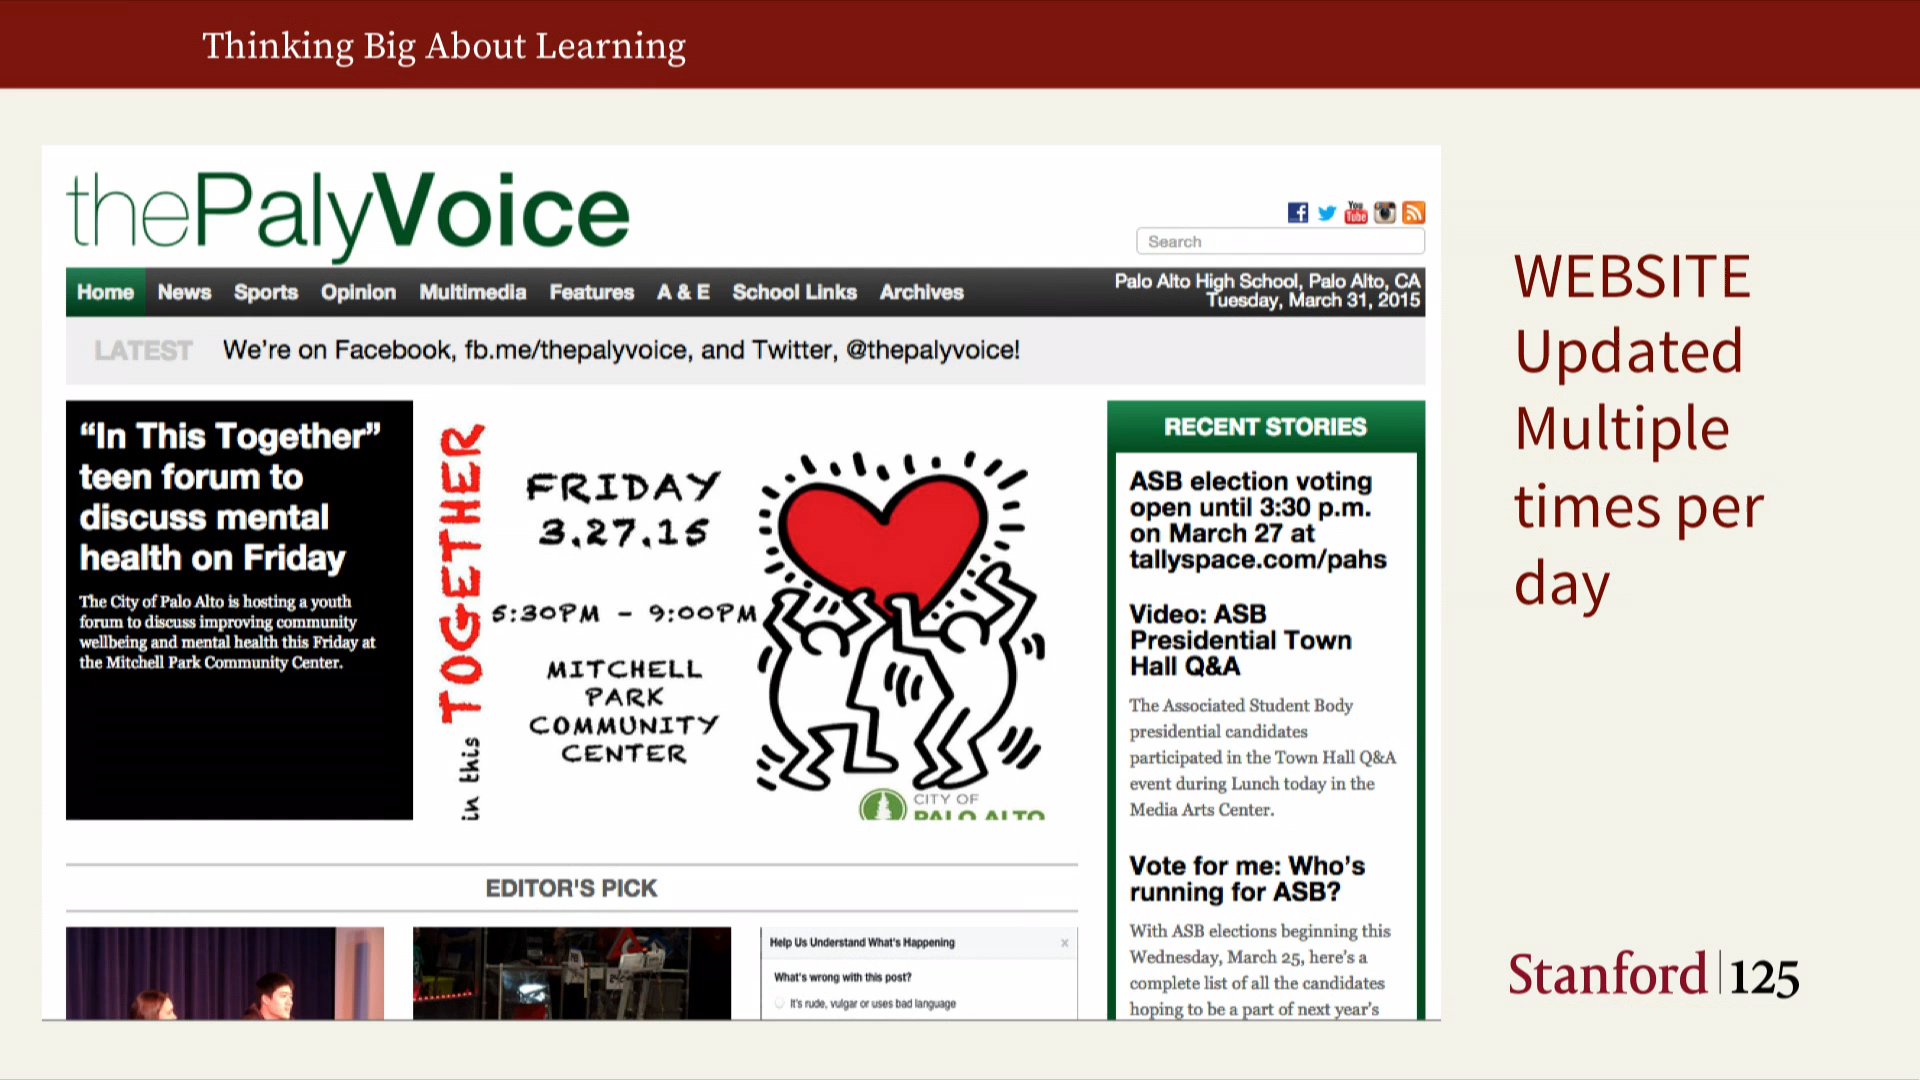 Thinking Big About Learning
thePalyVoice
You
Tube
Search
Home News Sports Opinion Multimedia Features A & E School Links Archives
Palo Alto High School, Palo Alto, CA
Tuesday, March 31, 2015
LATEST We're on Facebook, fb.me/thepalyvoice, and Twitter, @thepalyvoice!
“In This Together”
teen forum to
discuss mental
health on Friday
The City of Palo Alto is hosting a youth
forum to discuss improving community
wellbeing and mental health this Friday at
the Mitchell Park Community Center.
in this TOGETHER
FRIDAY
3.27.15
5:30PM - 9:00PM
MITCHELL
PARK
COMMUNITY
CENTER
CITY OF
PALO ALTO
RECENT STORIES
ASB election voting
open until 3:30 p.m.
on March 27 at
tallyspace.com/pahs
Video: ASB
Presidential Town
Hall Q&A
The Associated Student Body
presidential candidates
participated in the Town Hall Q&A
event during Lunch today in the
Media Arts Center.
Vote for me: Who's
running for ASB?
With ASB elections beginning this
Wednesday, March 25, here's a
complete list of all the candidates
hoping to be a part of next year's
EDITOR'S PICK
Help Us Understand What's Happening x
What's wrong with this post?
It's rude, vulgar or uses bad language
WEBSITE
Updated
Multiple
times per
day
Stanford | 125